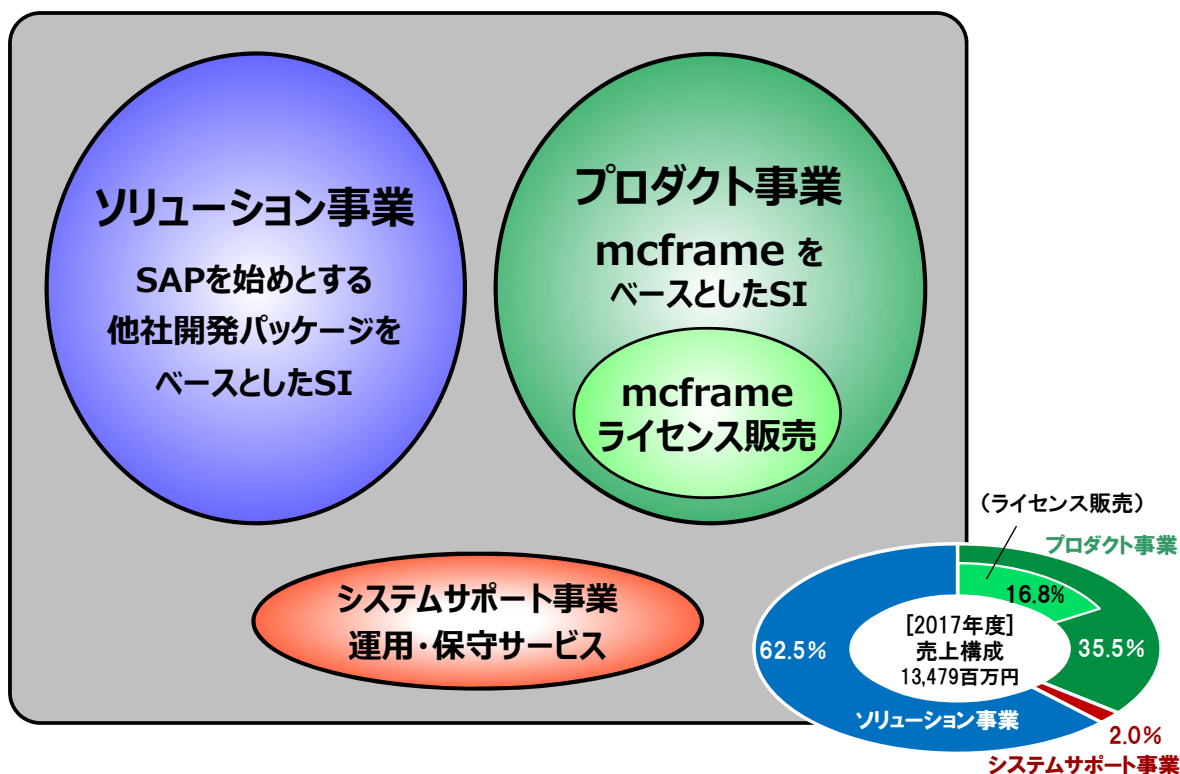 ソリューション事業
SAPを始めとする
他社開発パッケージを
ベースとしたSI
プロダクト事業
mcframe を
ベースとしたSI
mcframe
ライセンス販売
システムサポート事業
運用・保守サービス
（ライセンス販売）
プロダクト事業
16.8%
[2017年度]
売上構成
13,479百万円
62.5%
35.5%
ソリューション事業
2.0%
システムサポート事業